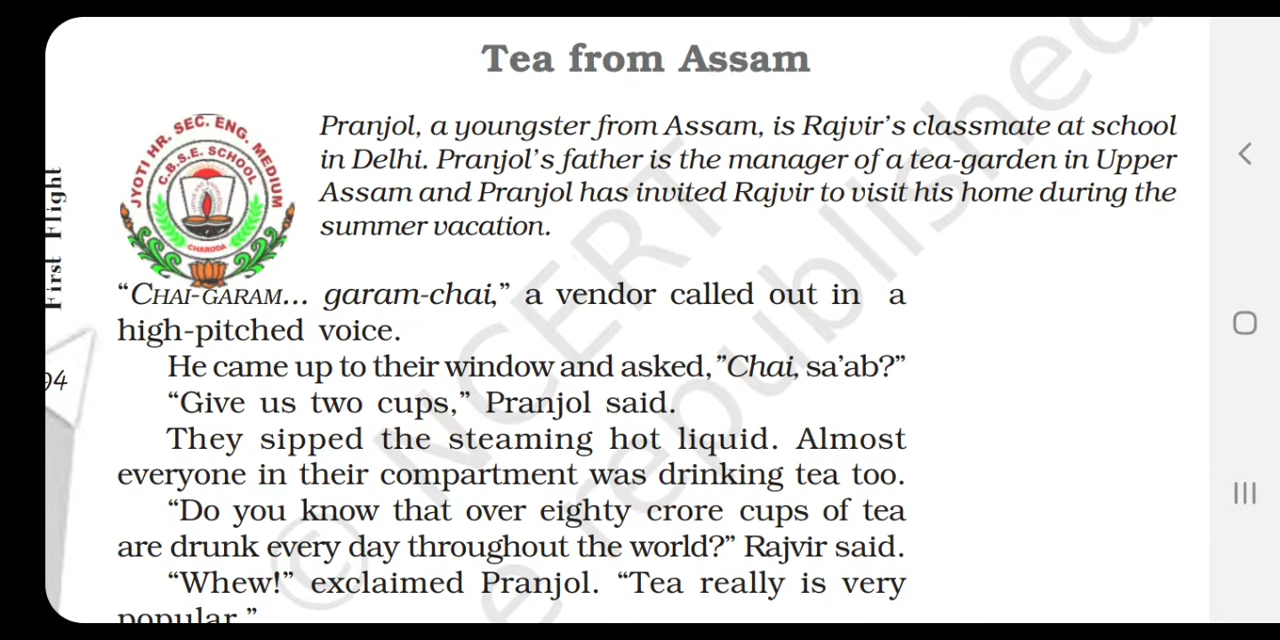 Tea from Assam
Pranjol, a youngster from Assam, is Rajvir's classmate at school
in Delhi. Pranjol's father is the manager of a tea-garden in Upper
Assam and Pranjol has invited Rajvir to visit his home during the
summer vacation.
JYOTI HR. SEC. ENG. MEDIUM
C.B.S.E. SCHOOL
CHARODA
First Flight
"CHAI-GARAM... garam-chai," a vendor called out in a
high-pitched voice.
He came up to their window and asked, "Chai, sa'ab?"
94
"Give us two cups," Pranjol said.
They sipped the steaming hot liquid. Almost
everyone in their compartment was drinking tea too.
"Do you know that over eighty crore cups of tea
are drunk every day throughout the world?" Rajvir said.
"Whew!" exclaimed Pranjol. "Tea really is very
popular."
© NCERT
republished